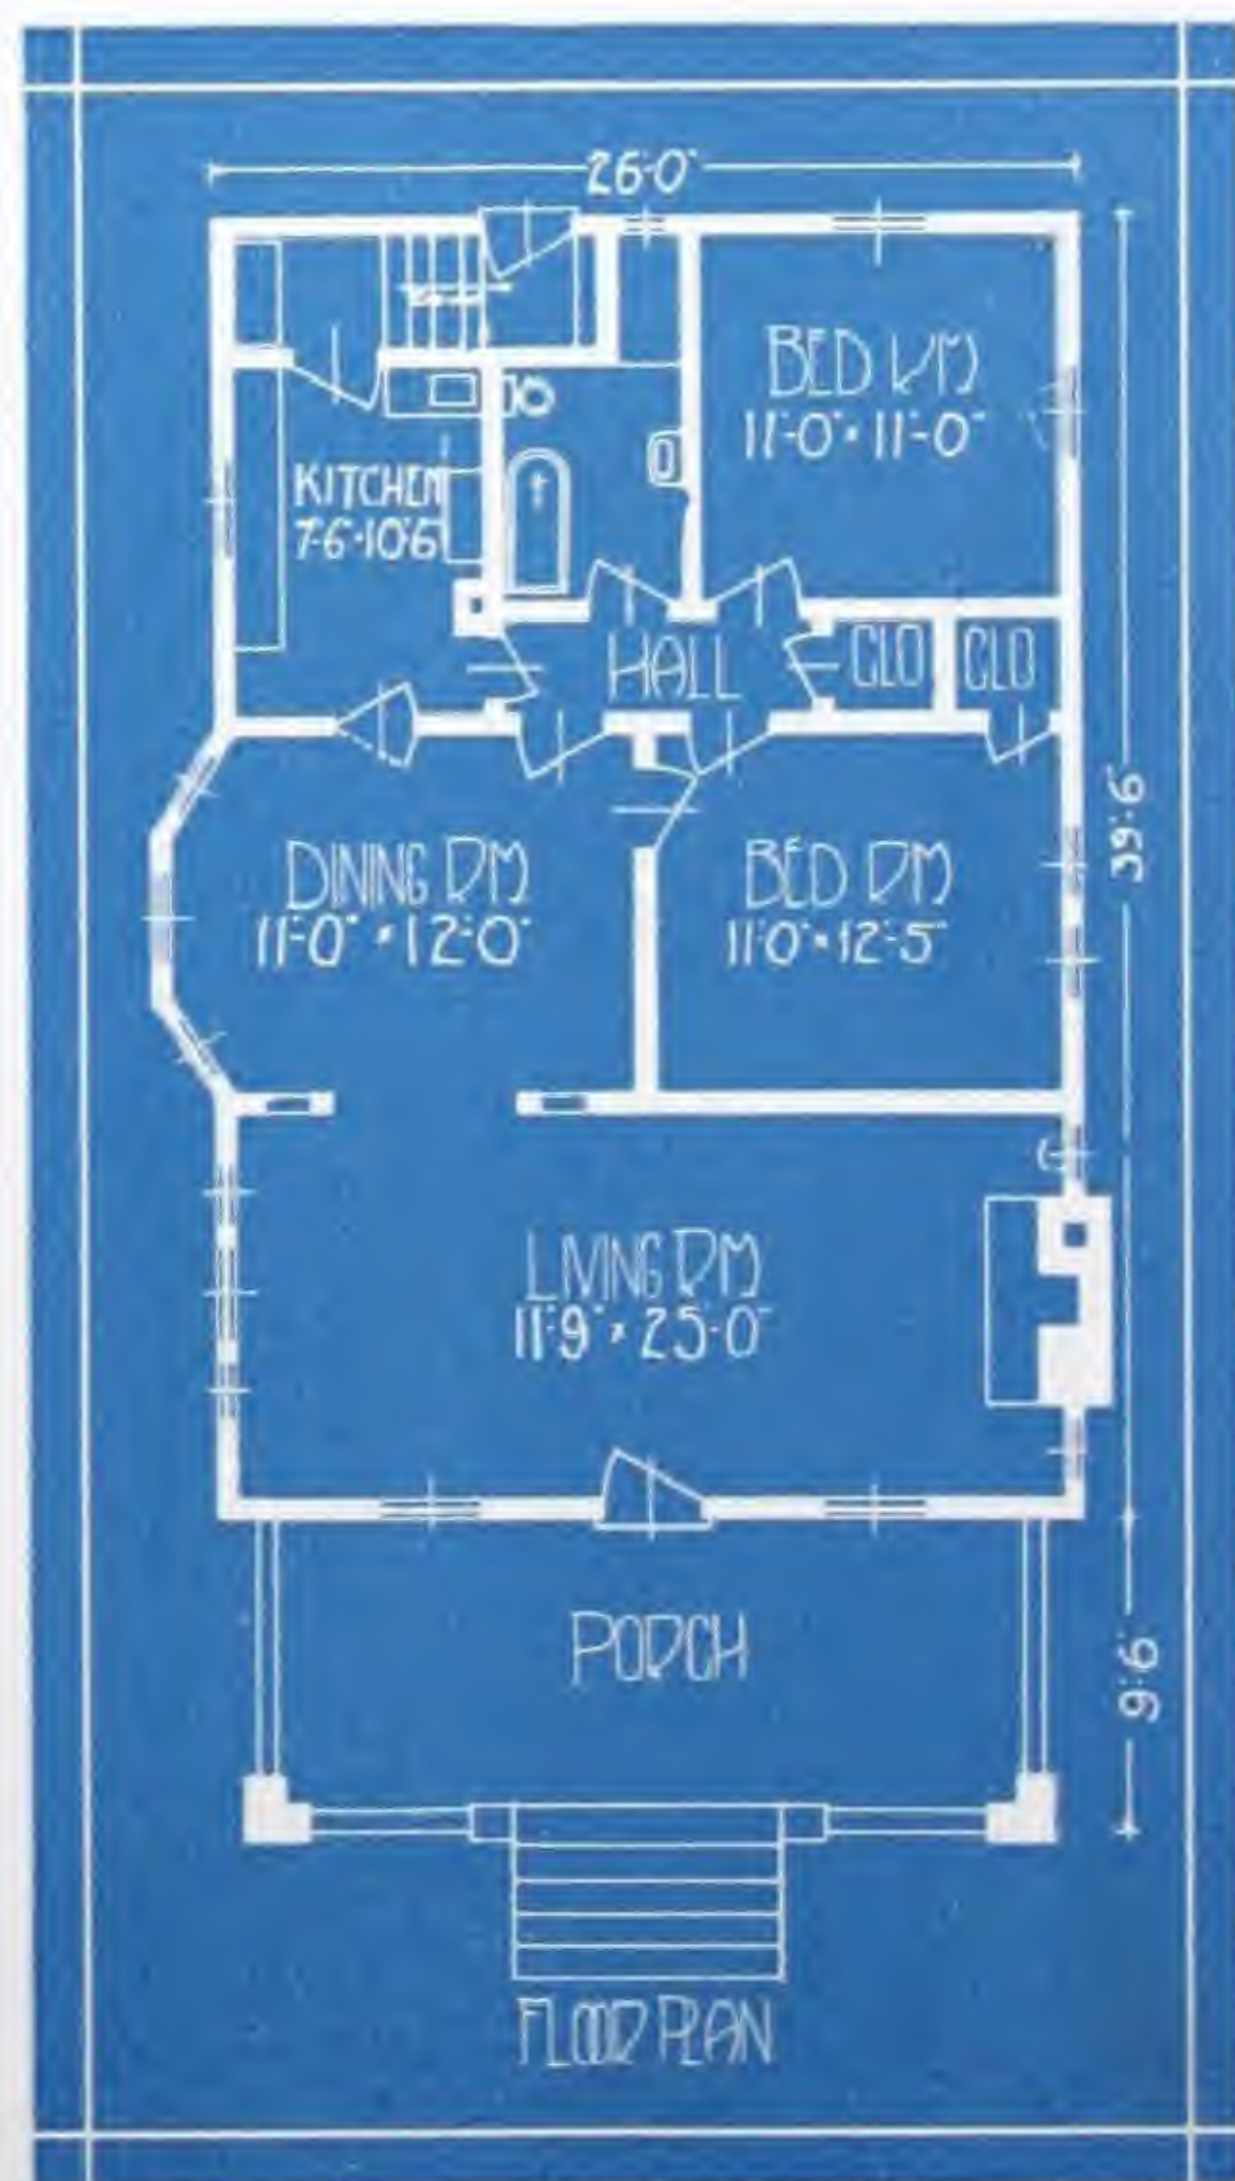 26'-0"
BED RM
11'-0" × 11'-0"
KITCHEN
7'-6" × 10'6"
HALL
CLO
CLO
39'-6"
DINING RM
11'-0" × 12'-0"
BED RM
11'-0" × 12'-5"
LIVING RM
11'-9" × 25'-0"
PORCH
9'-6"
FLOOR PLAN